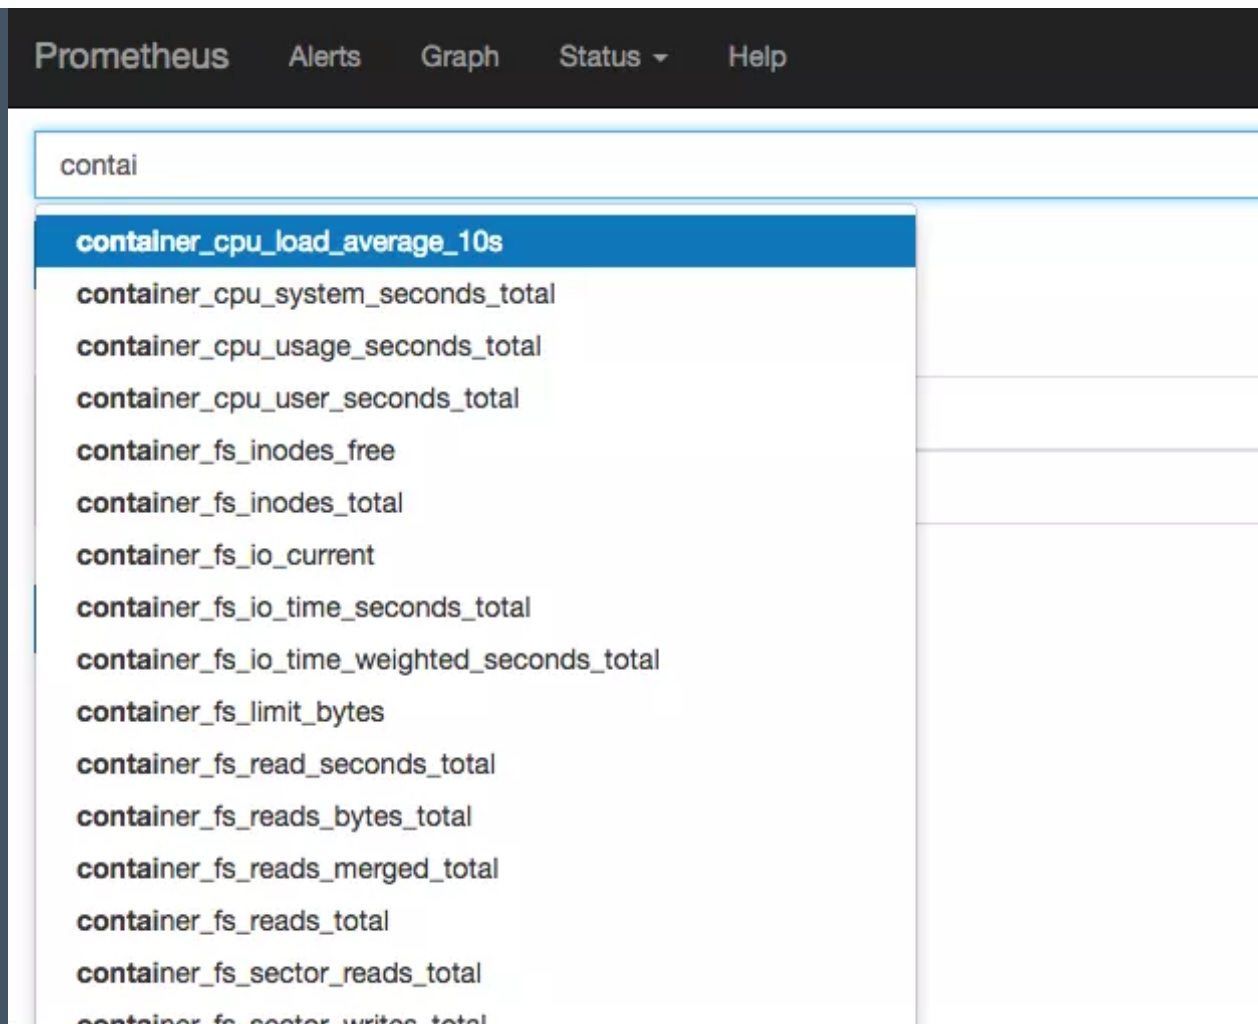 Prometheus Alerts Graph Status Help
contai
container_cpu_load_average_10s
container_cpu_system_seconds_total
container_cpu_usage_seconds_total
container_cpu_user_seconds_total
container_fs_inodes_free
container_fs_inodes_total
container_fs_io_current
container_fs_io_time_seconds_total
container_fs_io_time_weighted_seconds_total
container_fs_limit_bytes
container_fs_read_seconds_total
container_fs_reads_bytes_total
container_fs_reads_merged_total
container_fs_reads_total
container_fs_sector_reads_total
container_fs_sector_writes_total